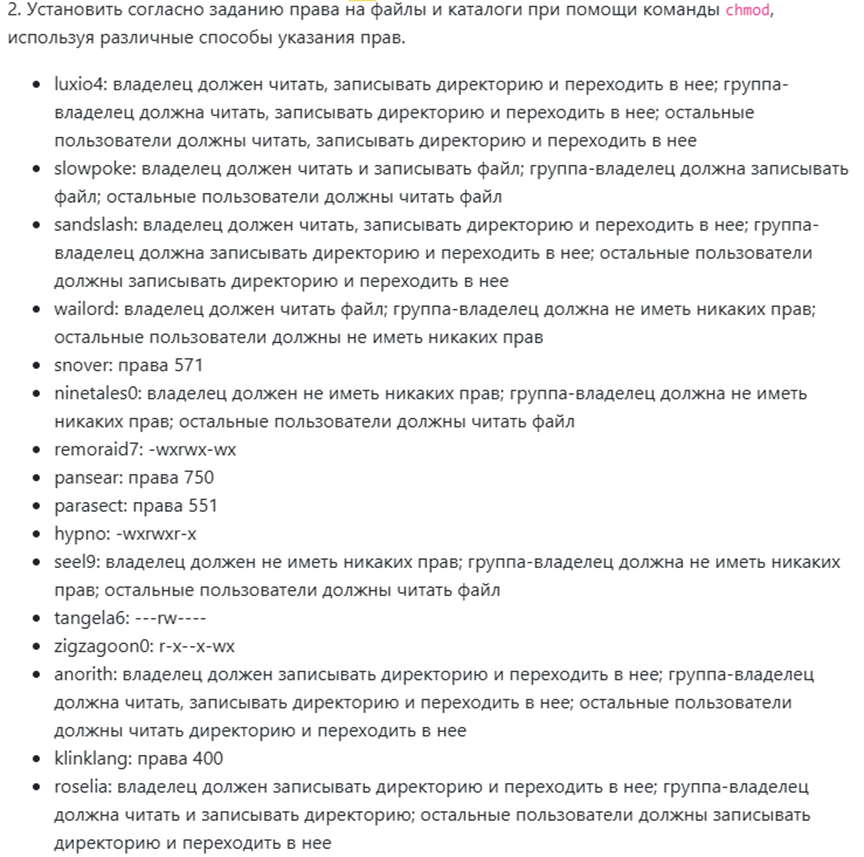 2. Установить согласно заданию права на файлы и каталоги при помощи команды chmod,
используя различные способы указания прав.
• luxio4: владелец должен читать, записывать директорию и переходить в нее; группа-
владелец должна читать, записывать директорию и переходить в нее; остальные
пользователи должны читать, записывать директорию и переходить в нее
• slowpoke: владелец должен читать и записывать файл; группа-владелец должна записывать
файл; остальные пользователи должны читать файл
• sandslash: владелец должен читать, записывать директорию и переходить в нее; группа-
владелец должна записывать директорию и переходить в нее; остальные пользователи
должны записывать директорию и переходить в нее
• wailord: владелец должен читать файл; группа-владелец должна не иметь никаких прав;
остальные пользователи должны не иметь никаких прав
• snover: права 571
• ninetales0: владелец должен не иметь никаких прав; группа-владелец должна не иметь
никаких прав; остальные пользователи должны читать файл
• remoraid7: -wxrwx-wx
• pansear: права 750
• parasect: права 551
• hypno: -wxrwxr-x
• seel9: владелец должен не иметь никаких прав; группа-владелец должна не иметь никаких
прав; остальные пользователи должны читать файл
• tangela6: ---rw----
• zigzagoon0: r-x--x-wx
• anorith: владелец должен записывать директорию и переходить в нее; группа-владелец
должна читать, записывать директорию и переходить в нее; остальные пользователи
должны читать директорию и переходить в нее
• klinklang: права 400
• roselia: владелец должен записывать директорию и переходить в нее; группа-владелец
должна читать и записывать директорию; остальные пользователи должны записывать
директорию и переходить в нее